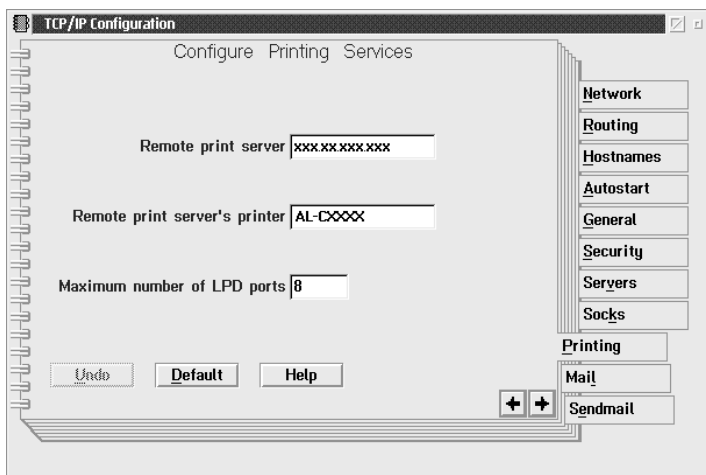 TCP/IP Configuration
Configure Printing Services
Remote print server xxx.xx.xxx.xxx
Remote print server's printer AL-CXXXX
Maximum number of LPD ports 8
Undo Default Help
Network
Routing
Hostnames
Autostart
General
Security
Servers
Socks
Printing
Mail
Sendmail